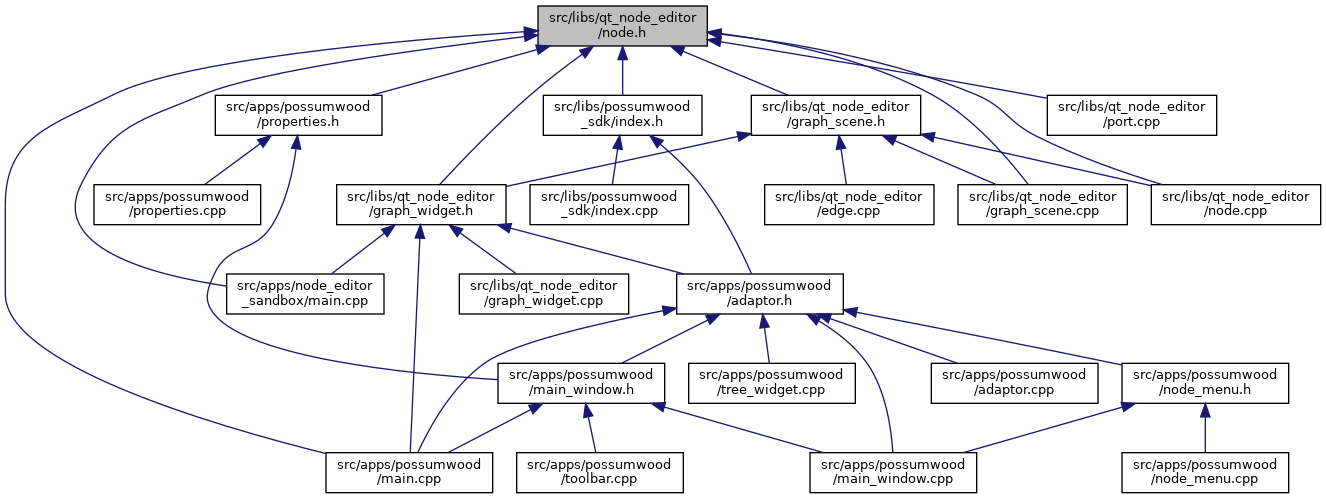 src/libs/qt_node_editor
/node.h
src/apps/possumwood
/properties.h
src/libs/possumwood
_sdk/index.h
src/libs/qt_node_editor
/graph_scene.h
src/libs/qt_node_editor
/port.cpp
src/apps/possumwood
/properties.cpp
src/libs/qt_node_editor
/graph_widget.h
src/libs/possumwood
_sdk/index.cpp
src/libs/qt_node_editor
/edge.cpp
src/libs/qt_node_editor
/graph_scene.cpp
src/libs/qt_node_editor
/node.cpp
src/apps/node_editor
_sandbox/main.cpp
src/libs/qt_node_editor
/graph_widget.cpp
src/apps/possumwood
/adaptor.h
src/apps/possumwood
/main_window.h
src/apps/possumwood
/tree_widget.cpp
src/apps/possumwood
/adaptor.cpp
src/apps/possumwood
/node_menu.h
src/apps/possumwood
/main.cpp
src/apps/possumwood
/toolbar.cpp
src/apps/possumwood
/main_window.cpp
src/apps/possumwood
/node_menu.cpp